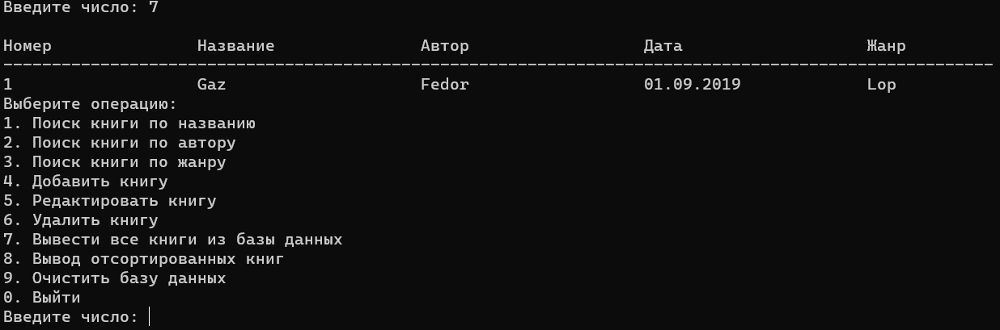 Введите число: 7
Номер Название Автор Дата Жанр
------------------------------------------------------------------------------------------------------
1 Gaz Fedor 01.09.2019 Lop
Выберите операцию:
1. Поиск книги по названию
2. Поиск книги по автору
3. Поиск книги по жанру
4. Добавить книгу
5. Редактировать книгу
6. Удалить книгу
7. Вывести все книги из базы данных
8. Вывод отсортированных книг
9. Очистить базу данных
0. Выйти
Введите число: